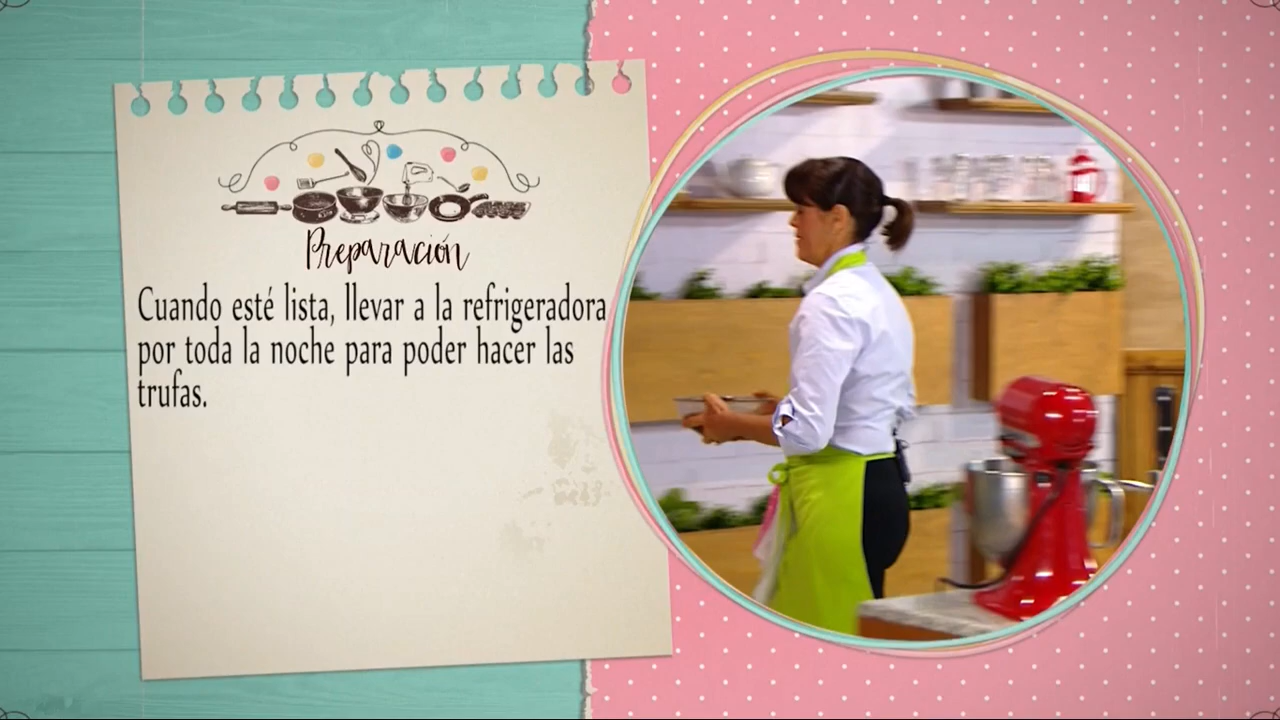 Preparación
Cuando esté lista, llevar a la refrigeradora
por toda la noche para poder hacer las
trufas.